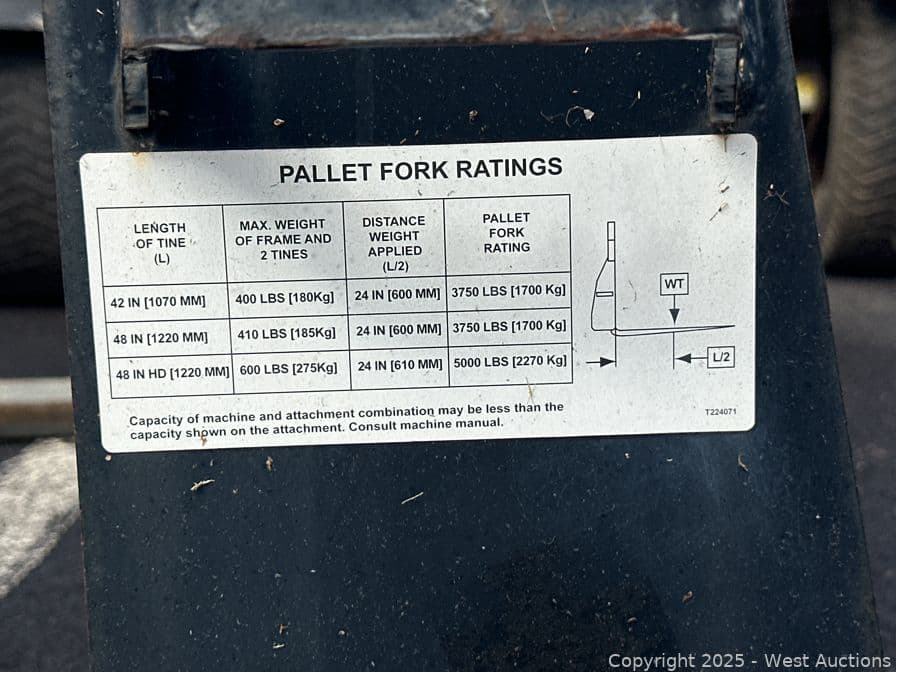 PALLET FORK RATINGS
LENGTH
OF TINE
(L)
MAX. WEIGHT
OF FRAME AND
2 TINES
DISTANCE
WEIGHT
APPLIED
(L/2)
PALLET
FORK
RATING
42 IN [1070 MM] 400 LBS [180Kg] 24 IN [600 MM] 3750 LBS [1700 Kg]
48 IN [1220 MM] 410 LBS [185Kg] 24 IN [600 MM] 3750 LBS [1700 Kg]
48 IN HD [1220 MM] 600 LBS [275Kg] 24 IN [610 MM] 5000 LBS [2270 Kg]
WT
L/2
Capacity of machine and attachment combination may be less than the
capacity shown on the attachment. Consult machine manual.
T224071
Copyright 2025 - West Auctions